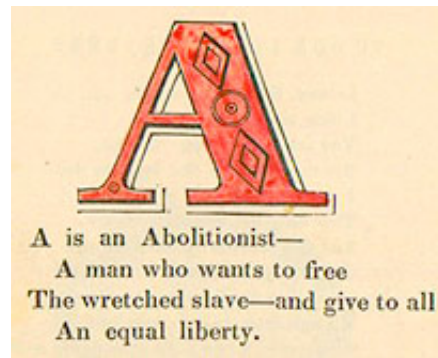 A
A is an Abolitionist—
A man who wants to free
The wretched slave—and give to all
An equal liberty.